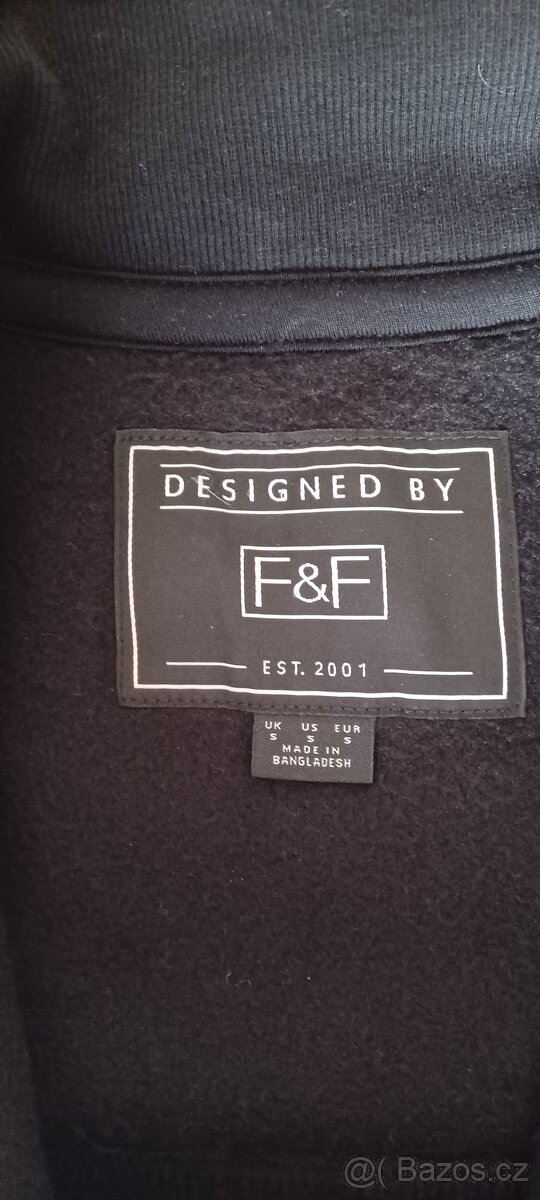 DESIGNED BY
F&F
EST. 2001
UK US EUR
S S S
MADE IN
BANGLADESH
@( Bazos.cz